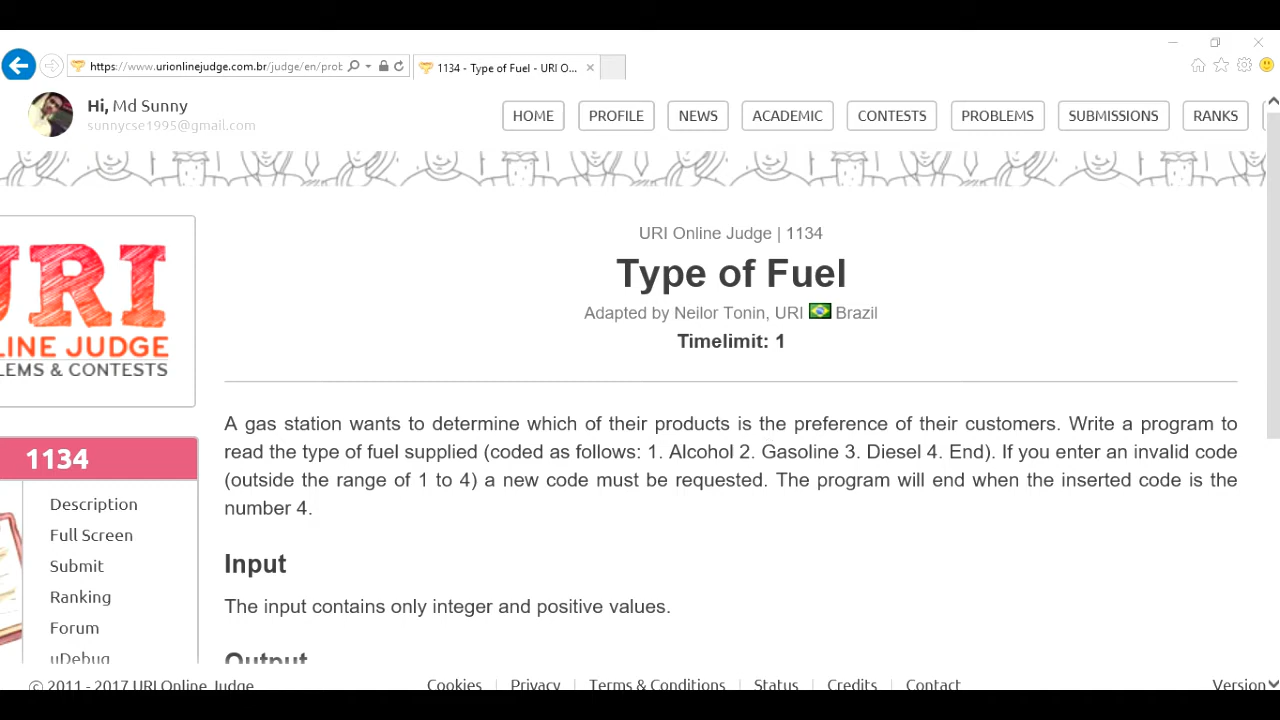 https://www.urionlinejudge.com.br/judge/en/prob
1134 - Type of Fuel - URI O...
Hi, Md Sunny
sunnycse1995@gmail.com
HOME
PROFILE
NEWS
ACADEMIC
CONTESTS
PROBLEMS
SUBMISSIONS
RANKS
URI
ONLINE JUDGE
PROBLEMS & CONTESTS
URI Online Judge | 1134
Type of Fuel
Adapted by Neilor Tonin, URI Brazil
Timelimit: 1
A gas station wants to determine which of their products is the preference of their customers. Write a program to
read the type of fuel supplied (coded as follows: 1. Alcohol 2. Gasoline 3. Diesel 4. End). If you enter an invalid code
(outside the range of 1 to 4) a new code must be requested. The program will end when the inserted code is the
number 4.
Input
The input contains only integer and positive values.
Output
1134
Description
Full Screen
Submit
Ranking
Forum
uDebug
© 2011 - 2017 URI Online Judge
Cookies
Privacy
Terms & Conditions
Status
Credits
Contact
Version